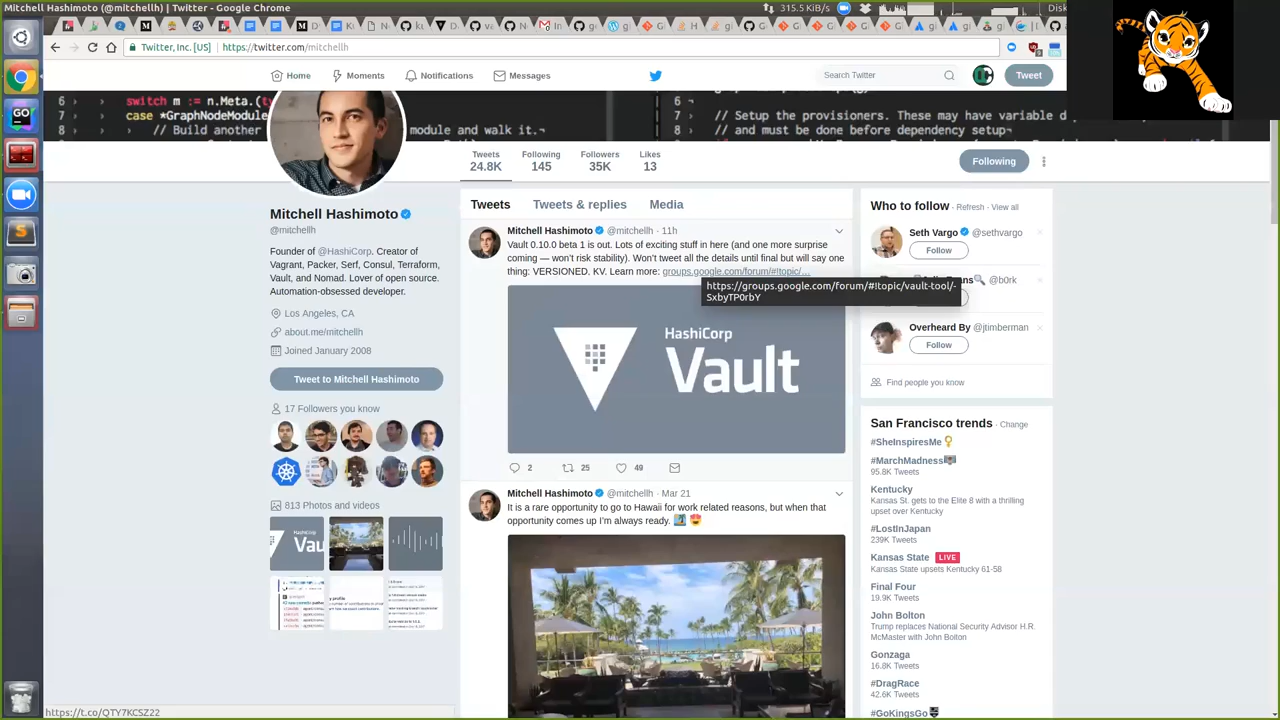 Mitchell Hashimoto (@mitchellh) | Twitter - Google Chrome
315.5 KiB/s
Disk
Twitter, Inc. [US]
https://twitter.com/mitchellh
Home
Moments
Notifications
Messages
Search Twitter
Tweet
6 switch m := n.Meta.(ty
case *GraphNodeModule
8 // Build another
module and walk it.¬
6
7 // Setup the provisioners. These may have variable
8 // and must be done before dependency setup¬
Tweets
Following
Followers
Likes
24.8K
145
35K
13
Following
Mitchell Hashimoto
@mitchellh
Founder of @HashiCorp. Creator of
Vagrant, Packer, Serf, Consul, Terraform,
Vault, and Nomad. Lover of open source.
Automation-obsessed developer.
Los Angeles, CA
about.me/mitchellh
Joined January 2008
Tweet to Mitchell Hashimoto
17 Followers you know
813 Photos and videos
Tweets
Tweets & replies
Media
Mitchell Hashimoto @mitchellh · 11h
Vault 0.10.0 beta 1 is out. Lots of exciting stuff in here (and one more surprise
coming — won't risk stability). Won't tweet all the details until final but will say one
thing: VERSIONED. KV. Learn more: groups.google.com/forum/#!topic/…
https://groups.google.com/forum/#!topic/vault-tool/-
SxbyTP0rbY
HashiCorp
Vault
2
25
49
Mitchell Hashimoto @mitchellh · Mar 21
It is a rare opportunity to go to Hawaii for work related reasons, but when that
opportunity comes up I'm always ready.
Who to follow · Refresh · View all
Seth Vargo @sethvargo
Follow
@b0rk
Overheard By @jtimberman
Follow
Find people you know
San Francisco trends · Change
#SheInspiresMe
#MarchMadness
95.8K Tweets
Kentucky
Kansas St. gets to the Elite 8 with a thrilling
upset over Kentucky
#LostInJapan
239K Tweets
Kansas State LIVE
Kansas State upsets Kentucky 61-58
Final Four
19.9K Tweets
John Bolton
Trump replaces National Security Advisor H.R.
McMaster with John Bolton
Gonzaga
16.8K Tweets
#DragRace
42.6K Tweets
#GoKingsGo
https://t.co/QTY7KCSZ22